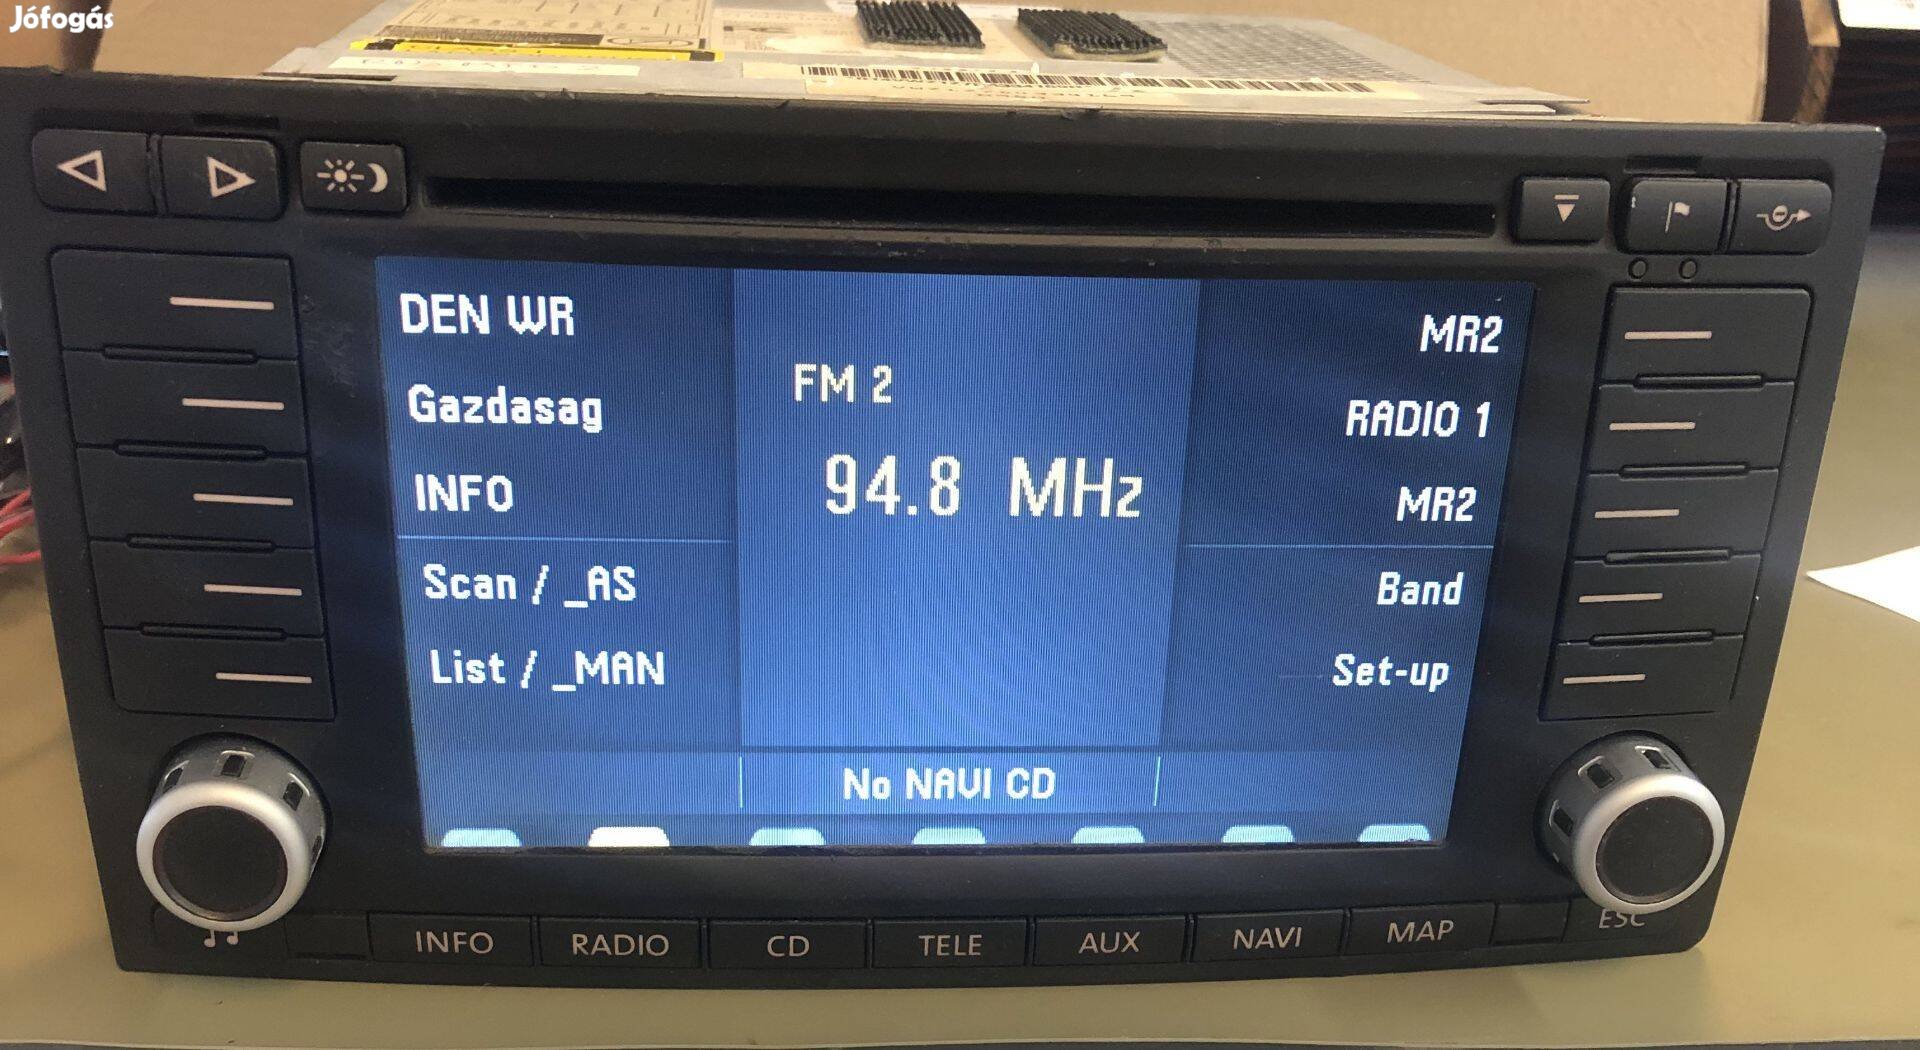 Jófogás
DEN WR
Gazdasag
INFO
Scan / _AS
List / _MAN
FM 2
94.8 MHz
MR2
RADIO 1
MR2
Band
Set-up
No NAVI CD
INFO
RADIO
CD
TELE
AUX
NAVI
MAP
ESC